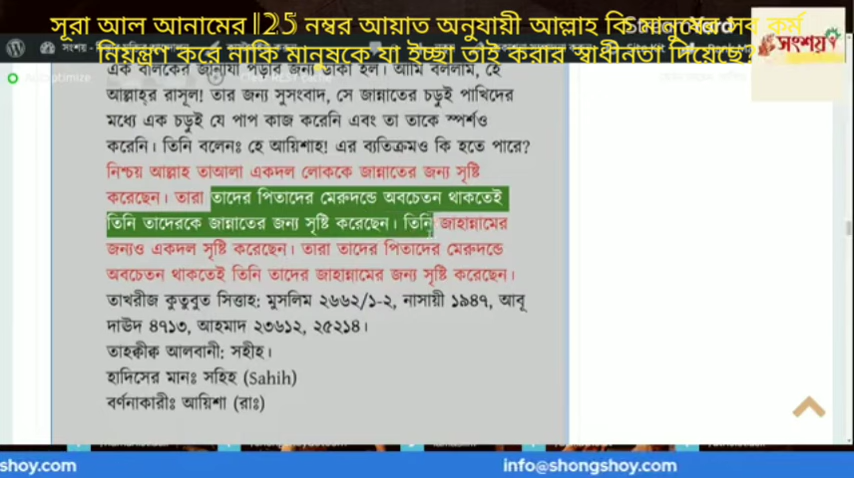 সূরা আল আনামের 125 নম্বর আয়াত অনুযায়ী আল্লাহ কি মানুষের সব কর্ম
নিয়ন্ত্রণ করে নাকি মানুষকে যা ইচ্ছা তাই করার স্বাধীনতা দিয়েছে?
সংশয়
এক বালকের জানাযা পড়ার জন্য ডাকা হল। আমি বললাম, হে
আল্লাহ্‌র রাসূল! তার জন্য সুসংবাদ, সে জান্নাতের চড়ুই পাখিদের
মধ্যে এক চড়ুই যে পাপ কাজ করেনি এবং তা তাকে স্পর্শও
করেনি। তিনি বলেনঃ হে আয়িশাহ! এর ব্যতিক্রমও কি হতে পারে?
নিশ্চয় আল্লাহ তাআলা একদল লোককে জান্নাতের জন্য সৃষ্টি
করেছেন। তারা তাদের পিতাদের মেরুদন্ডে অবচেতন থাকতেই
তিনি তাদেরকে জান্নাতের জন্য সৃষ্টি করেছেন। তিনি জাহান্নামের
জন্যও একদল সৃষ্টি করেছেন। তারা তাদের পিতাদের মেরুদন্ডে
অবচেতন থাকতেই তিনি তাদের জাহান্নামের জন্য সৃষ্টি করেছেন।
তাখরীজ কুতুবুত সিত্তাহ: মুসলিম ২৬৬২/১-২, নাসায়ী ১৯৪৭, আবূ
দাঊদ ৪৭১৩, আহমাদ ২৩৬১২, ২৫২১৪।
তাহক্বীক্ব আলবানী: সহীহ।
হাদিসের মানঃ সহিহ (Sahih)
বর্ণনাকারীঃ আয়িশা (রাঃ)
shoy.com
info@shongshoy.com